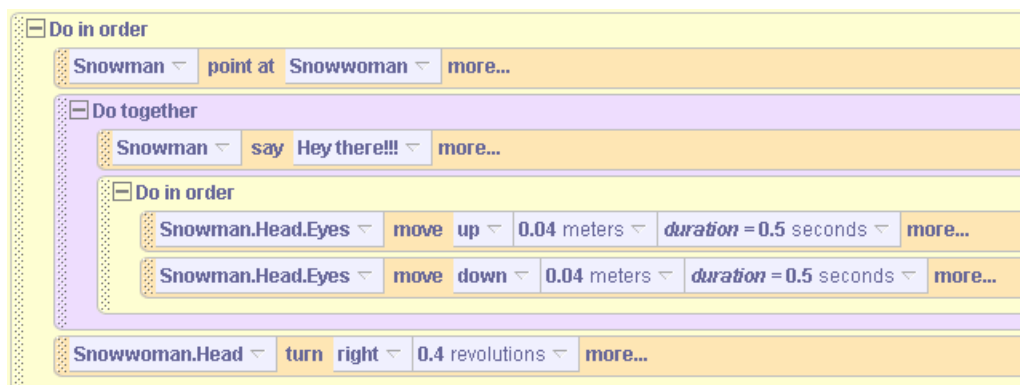 Do in order
Snowman point at Snowwoman more...
Do together
Snowman say Hey there!!! more...
Do in order
Snowman.Head.Eyes move up 0.04 meters duration = 0.5 seconds more...
Snowman.Head.Eyes move down 0.04 meters duration = 0.5 seconds more...
Snowwoman.Head turn right 0.4 revolutions more...